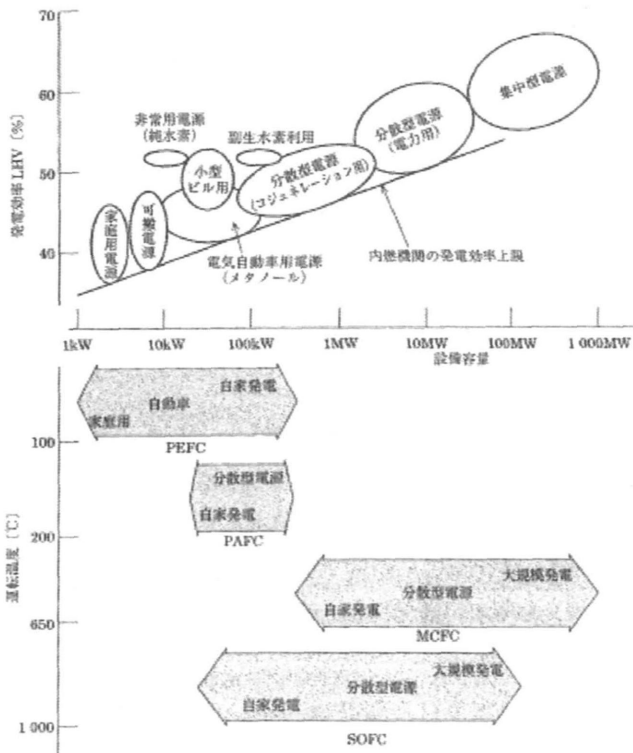 70
60
50
40
発電効率 LHV 〔%〕
集中型電源
分散型電源
(電力用)
非常用電源
(純水素)
副生水素利用
小型
ビル用
分散型電源
(コジェネレーション用)
家庭用電源
可搬電源
電気自動車用電源
(メタノール)
内燃機関の発電効率上限
1kW
10kW
100kW
1MW
10MW
100MW
1 000MW
設備容量
自家発電
自動車
家庭用
PEFC
100
分散型電源
自家発電
PAFC
200
運転温度 〔℃〕
大規模発電
分散型電源
自家発電
MCFC
650
大規模発電
分散型電源
自家発電
SOFC
1 000